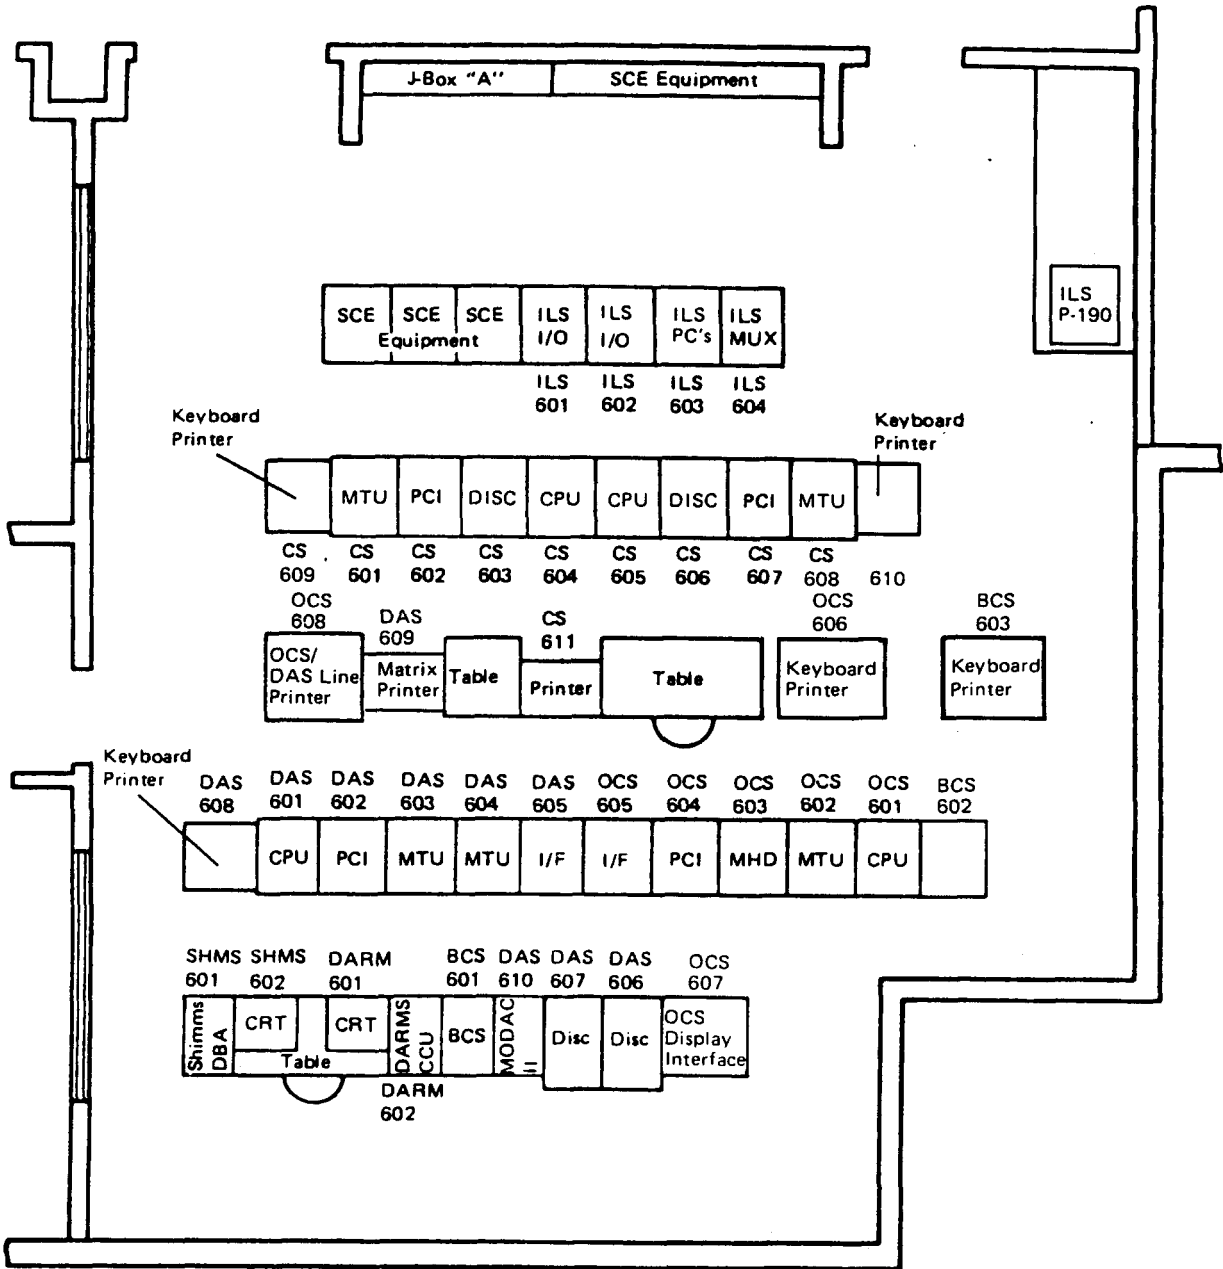 J-Box "A" SCE Equipment
ILS
P-190
SCE SCE SCE ILS ILS ILS ILS
Equipment I/O I/O PC's MUX
ILS ILS ILS ILS
601 602 603 604
Keyboard
Printer
Keyboard
Printer
MTU PCI DISC CPU CPU DISC PCI MTU
CS CS CS CS CS CS CS CS CS
609 601 602 603 604 605 606 607 608 610
OCS
608
DAS
609
CS
611
OCS
606
BCS
603
OCS/
DAS Line
Printer
Matrix
Printer
Table
Printer
Table
Keyboard
Printer
Keyboard
Printer
Keyboard
Printer
DAS DAS DAS DAS DAS DAS OCS OCS OCS OCS OCS BCS
608 601 602 603 604 605 605 604 603 602 601 602
CPU PCI MTU MTU I/F I/F PCI MHD MTU CPU
SHMS SHMS DARM BCS DAS DAS DAS OCS
601 602 601 601 610 607 606 607
Shimms
DBA
CRT
CRT
Table
DARMS
CCU
BCS
MODAC
II
Disc
Disc
OCS
Display
Interface
DARM
602